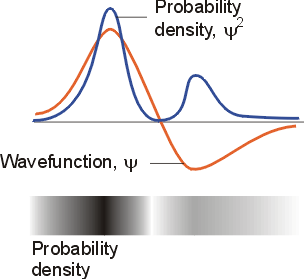 Probability
density, ψ²
Wavefunction, ψ
Probability
density